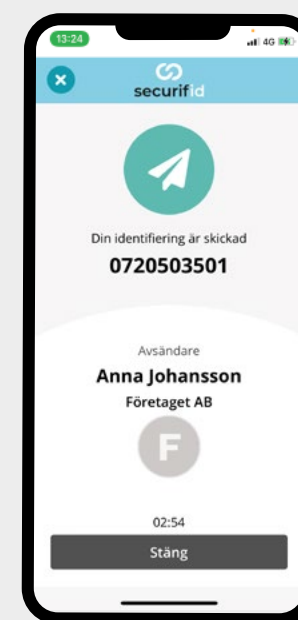 13:24
4G
securifid
Din identifiering är skickad
0720503501
Avsändare
Anna Johansson
Företaget AB
F
02:54
Stäng